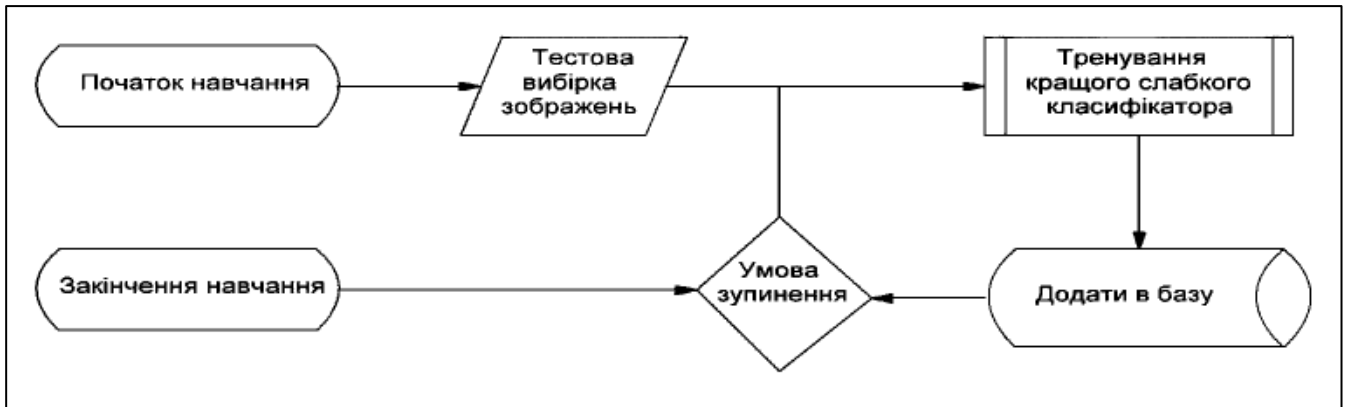 Початок навчання
Тестова
вибірка
зображень
Тренування
кращого слабкого
класифікатора
Закінчення навчання
Умова
зупинення
Додати в базу